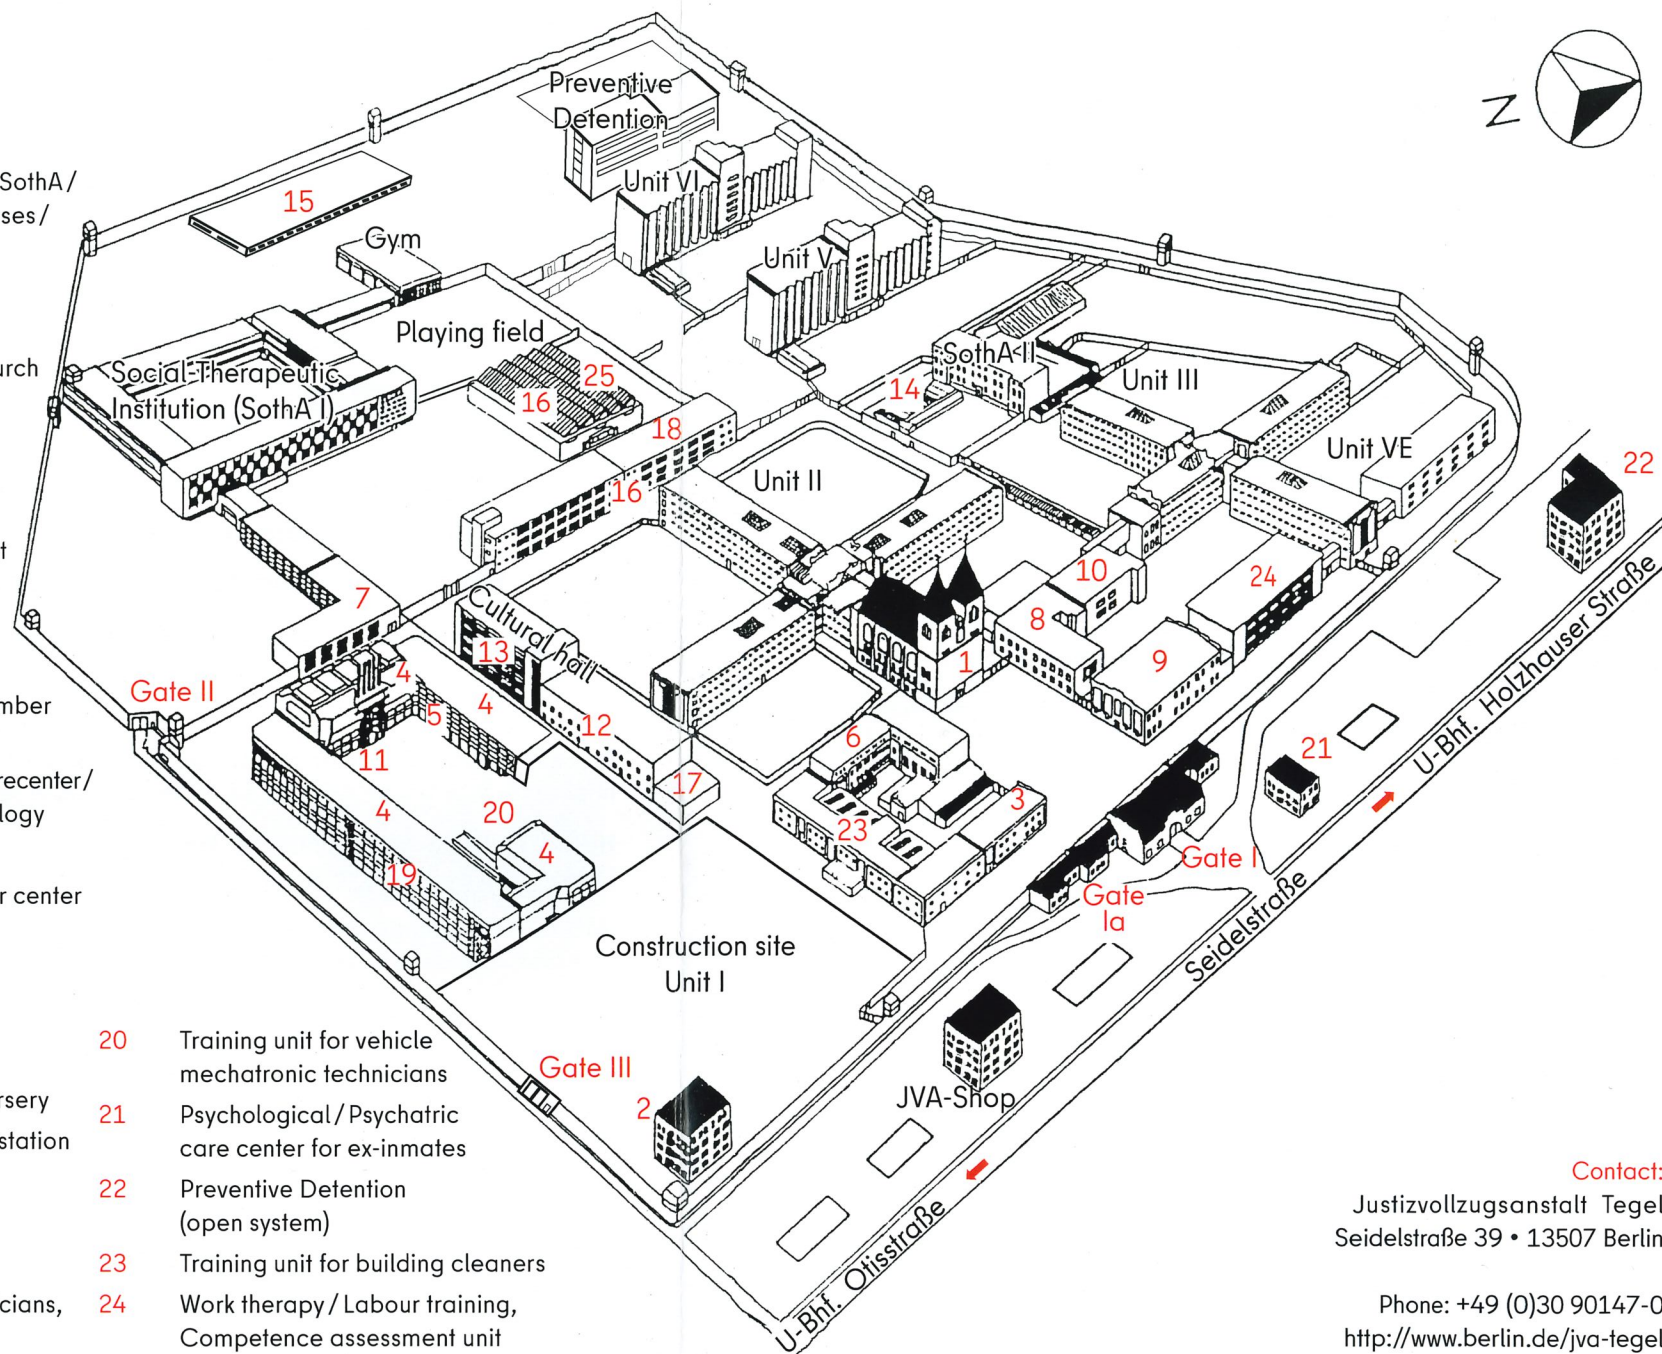 Preventive
Detention
N
SothA/
ses/
15
Unit VI
Gym
Unit V
Playing field
urch
Social-Therapeutic
Institution (SothA I)
25
16
SothA II
14
Unit III
18
16
Unit II
Unit VE
22
t
10
24
7
Cultural hall
13
8
1
9
4
4
5
Gate II
mber
12
6
11
17
21
recenter/
logy
4
20
23
3
4
19
Gate I
Gate
Ia
r center
Construction site
Unit I
U-Bhf. Holzhauser Straße
Seidelstraße
JVA-Shop
Gate III
2
U-Bhf. Otisstraße
rsery
station
cians,
20 Training unit for vehicle
mechatronic technicians
21 Psychological/Psychatric
care center for ex-inmates
22 Preventive Detention
(open system)
23 Training unit for building cleaners
24 Work therapy/Labour training,
Competence assessment unit
Contact:
Justizvollzugsanstalt Tegel
Seidelstraße 39 • 13507 Berlin
Phone: +49 (0)30 90147-0
http://www.berlin.de/jva-tegel